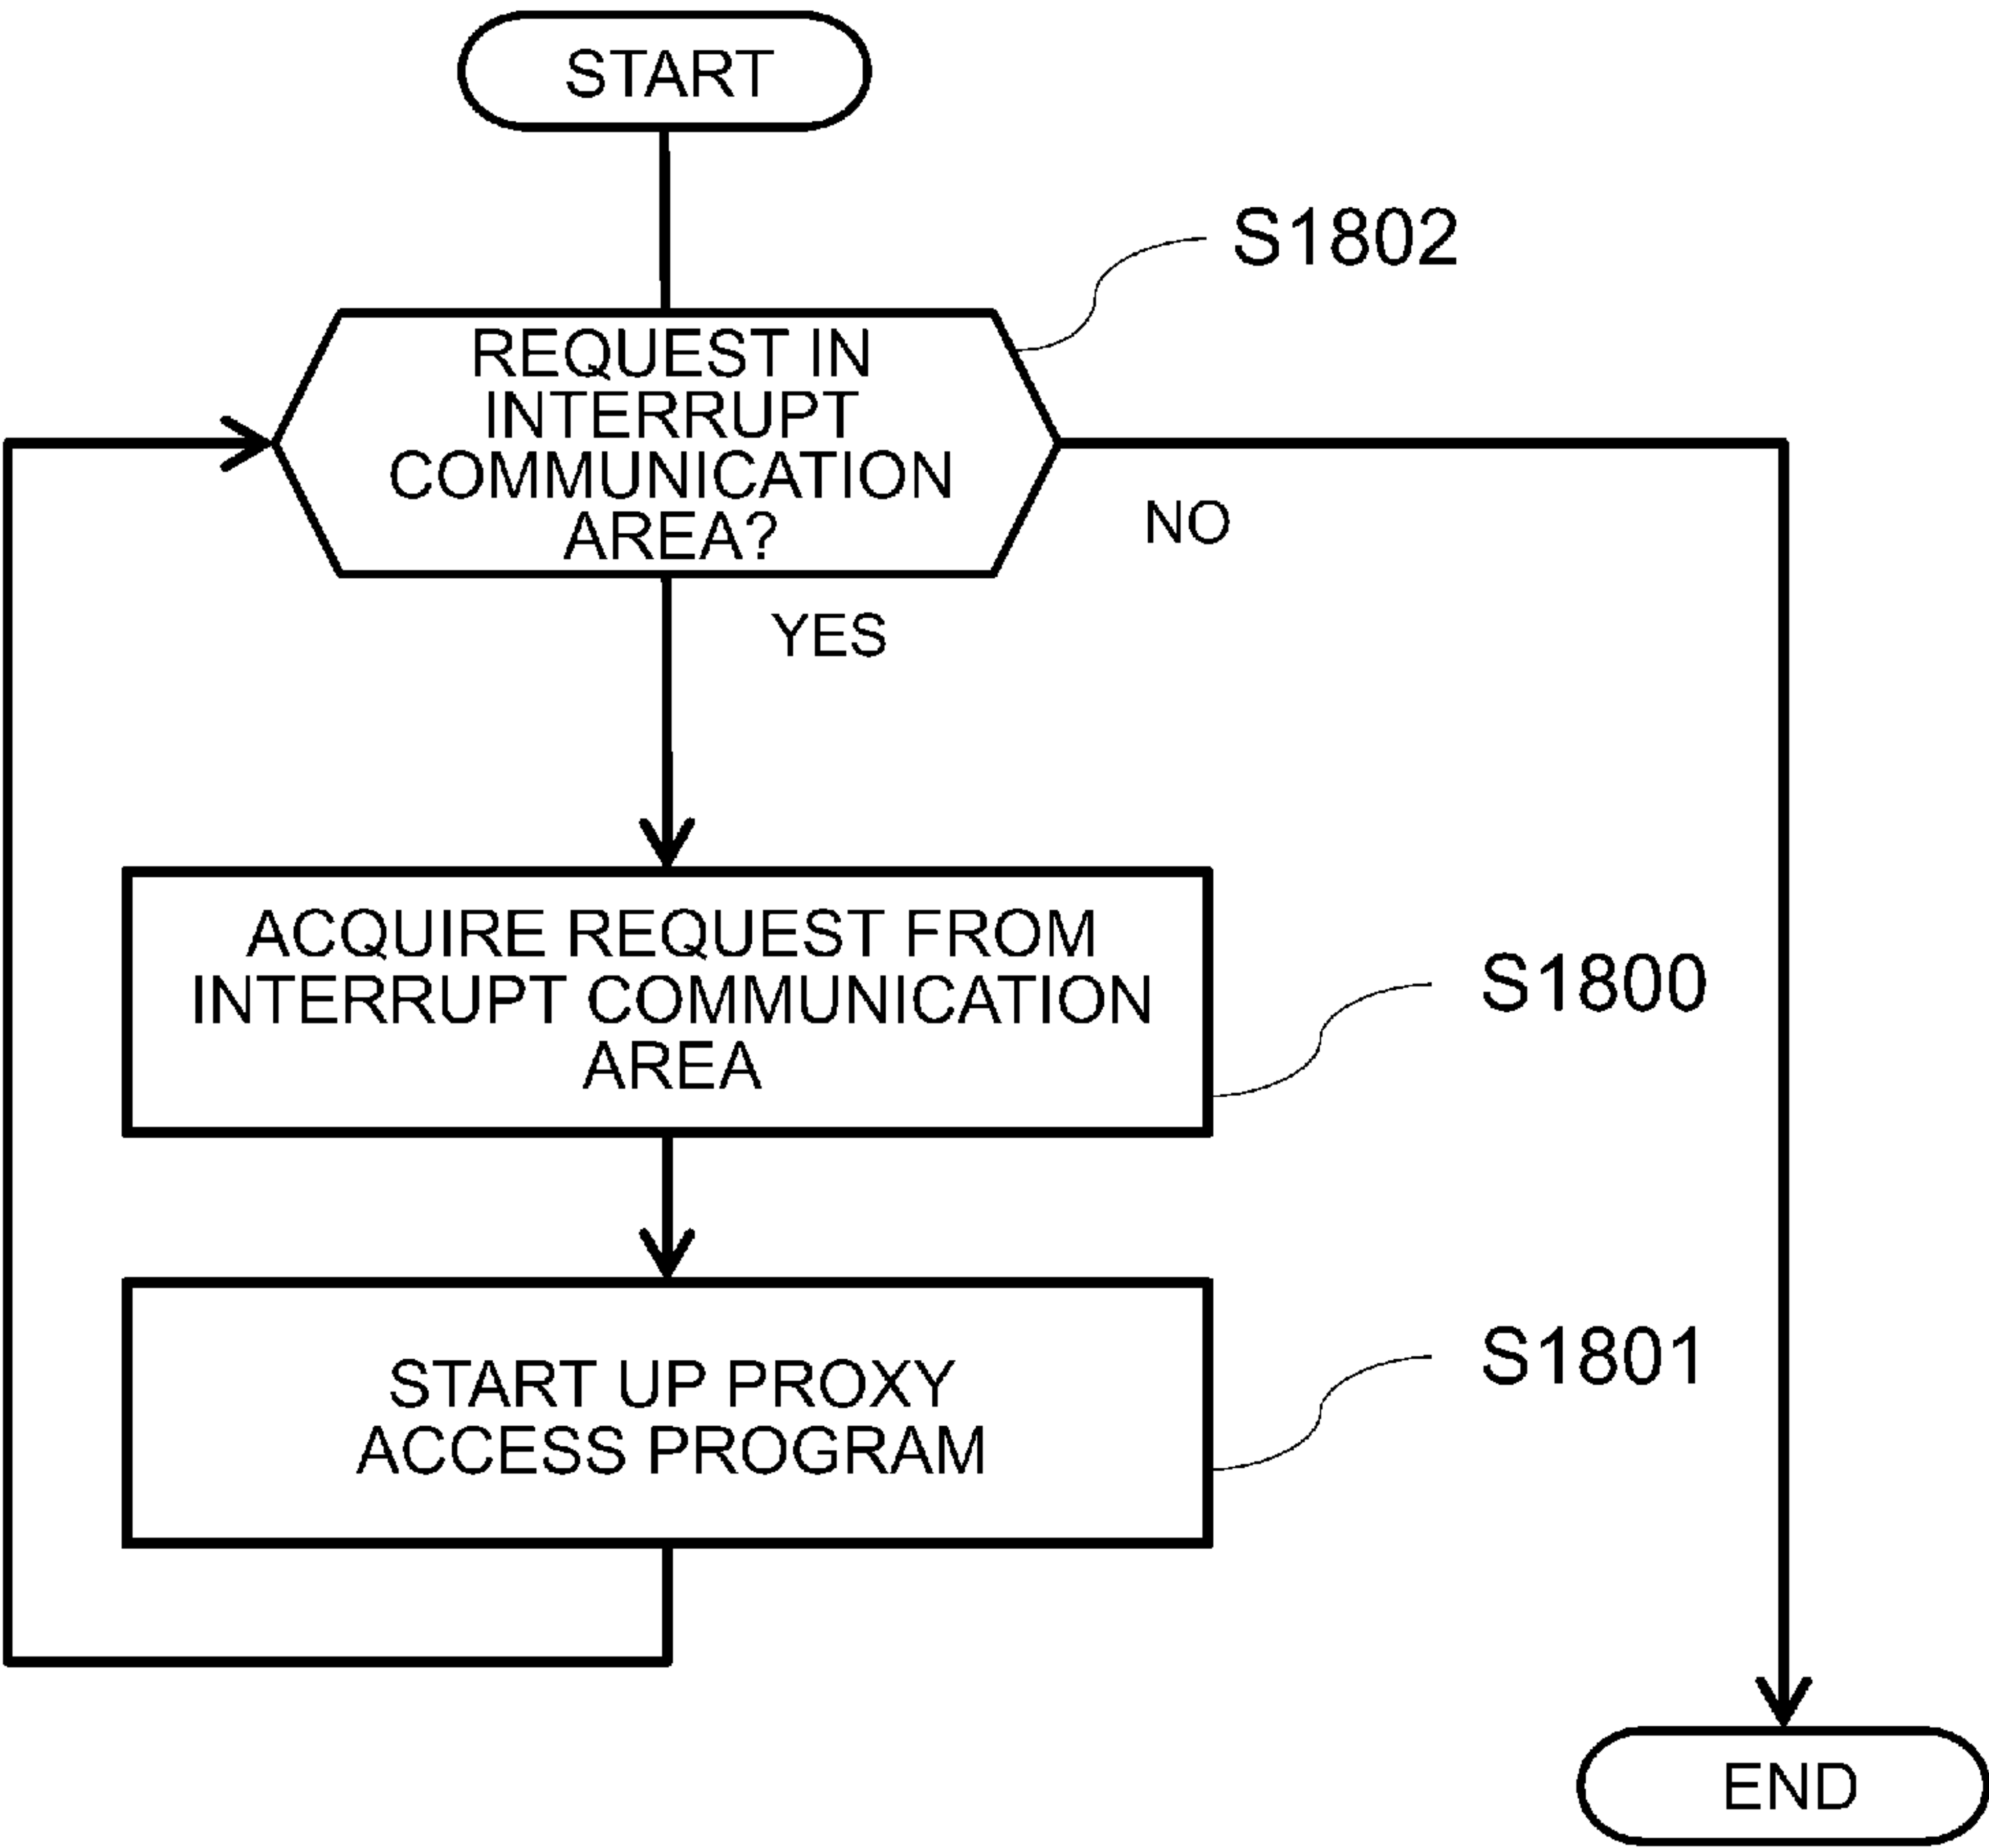 START
S1802
REQUEST IN
INTERRUPT
COMMUNICATION
AREA?
NO
YES
ACQUIRE REQUEST FROM
INTERRUPT COMMUNICATION
AREA
S1800
START UP PROXY
ACCESS PROGRAM
S1801
END